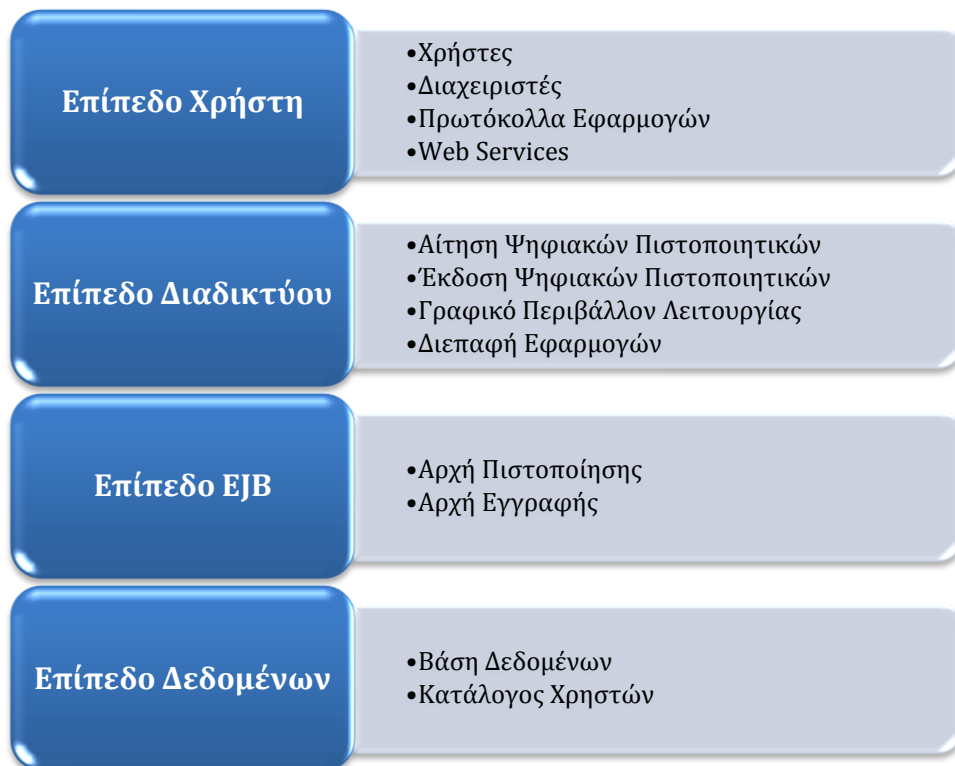 Επίπεδο Χρήστη
•Χρήστες
•Διαχειριστές
•Πρωτόκολλα Εφαρμογών
•Web Services
Επίπεδο Διαδικτύου
•Αίτηση Ψηφιακών Πιστοποιητικών
•Έκδοση Ψηφιακών Πιστοποιητικών
•Γραφικό Περιβάλλον Λειτουργίας
•Διεπαφή Εφαρμογών
Επίπεδο EJB
•Αρχή Πιστοποίησης
•Αρχή Εγγραφής
Επίπεδο Δεδομένων
•Βάση Δεδομένων
•Κατάλογος Χρηστών